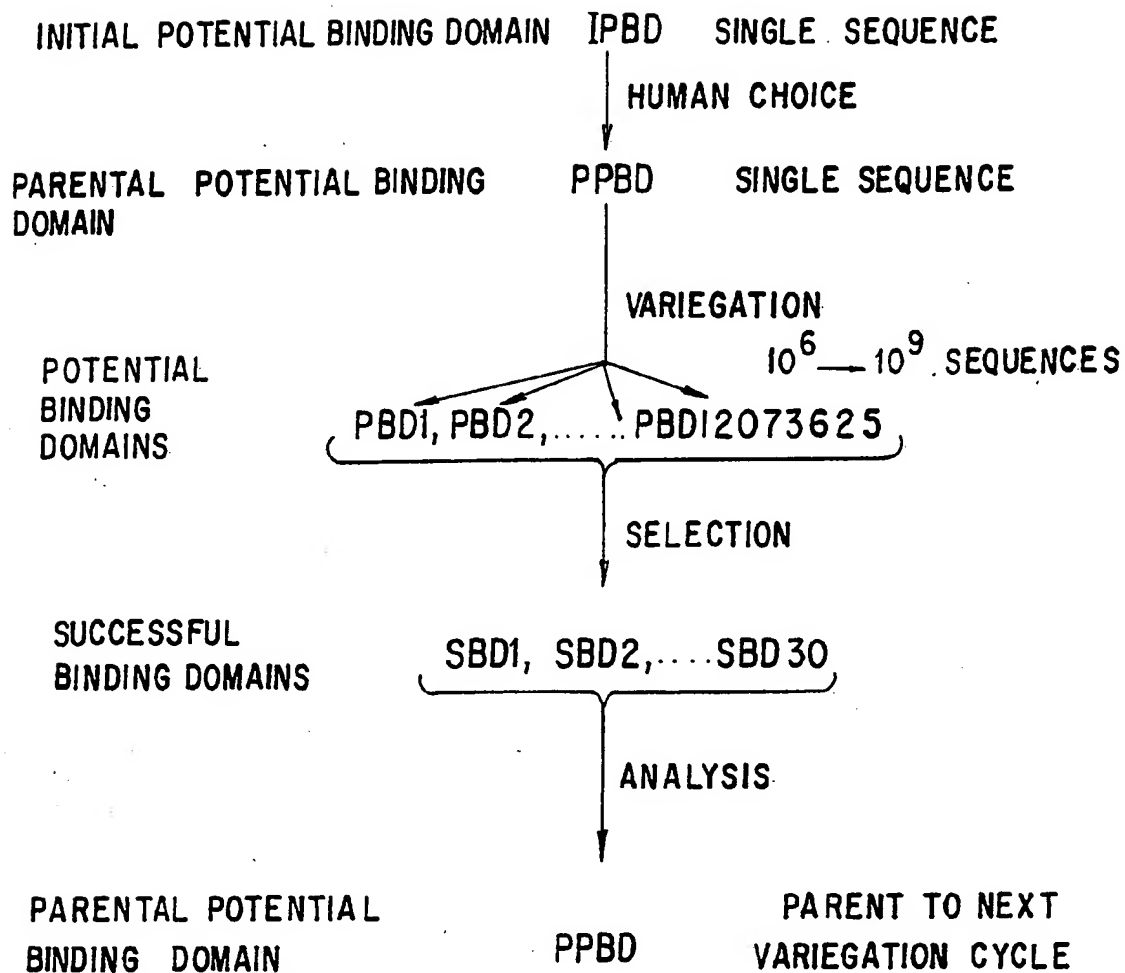 INITIAL POTENTIAL BINDING DOMAIN IPBD SINGLE SEQUENCE
HUMAN CHOICE
PARENTAL POTENTIAL BINDING DOMAIN PPBD SINGLE SEQUENCE
VARIEGATION
10^6 → 10^9 SEQUENCES
POTENTIAL
BINDING
DOMAINS
PBD1, PBD2,...... PBD12073625
SELECTION
SUCCESSFUL
BINDING DOMAINS
SBD1, SBD2,....SBD30
ANALYSIS
PARENTAL POTENTIAL
BINDING DOMAIN
PPBD
PARENT TO NEXT
VARIEGATION CYCLE